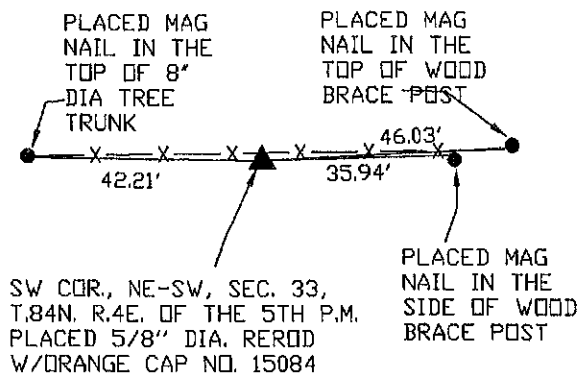 PLACED MAG
NAIL IN THE
TOP OF 8"
DIA TREE
TRUNK
PLACED MAG
NAIL IN THE
TOP OF WOOD
BRACE POST
46.03'
42.21'
35.94'
SW COR., NE-SW, SEC. 33,
T.84N. R.4E. OF THE 5TH P.M.
PLACED 5/8" DIA. REROD
W/ORANGE CAP NO. 15084
PLACED MAG
NAIL IN THE
SIDE OF WOOD
BRACE POST